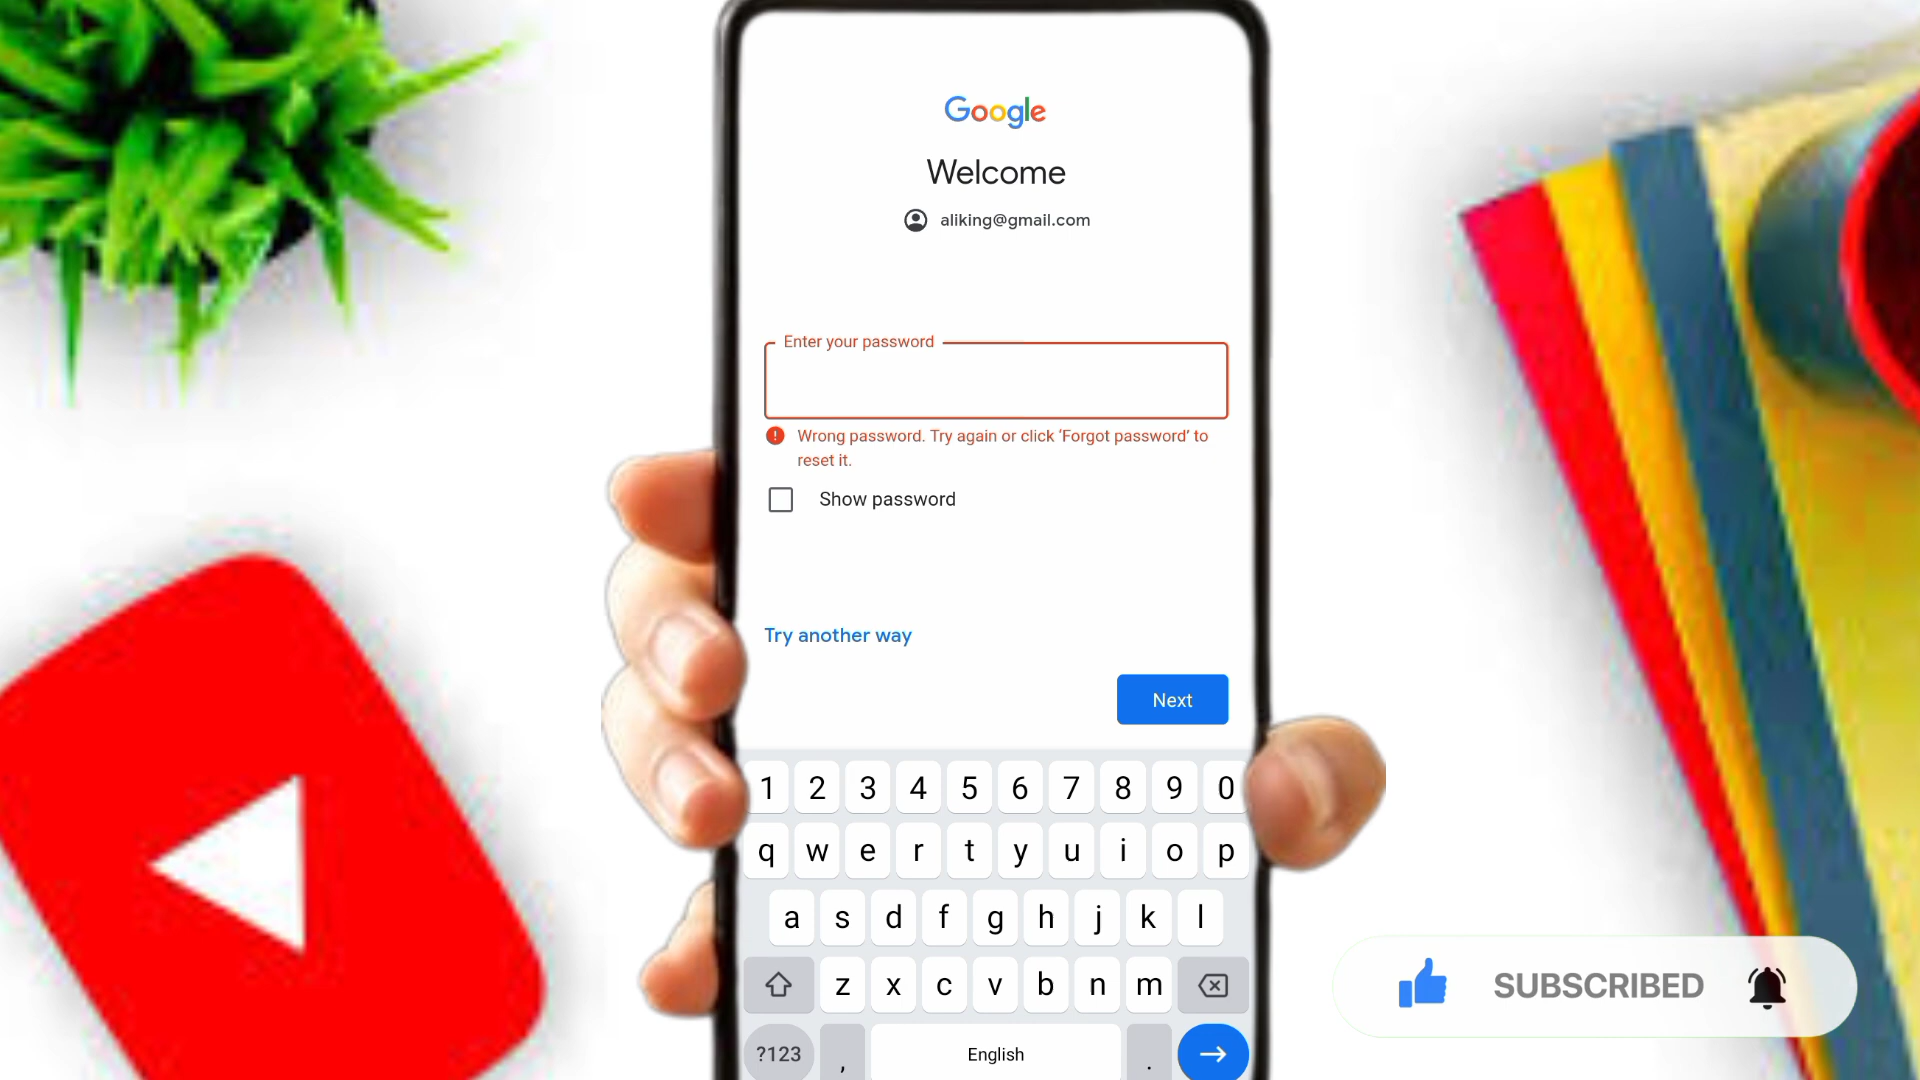 Google
Welcome
aliking@gmail.com
Enter your password
Wrong password. Try again or click ‘Forgot password’ to
reset it.
Show password
Try another way
Next
1 2 3 4 5 6 7 8 9 0
q w e r t y u i o p
a s d f g h j k l
z x c v b n m
?123 , English .
SUBSCRIBED